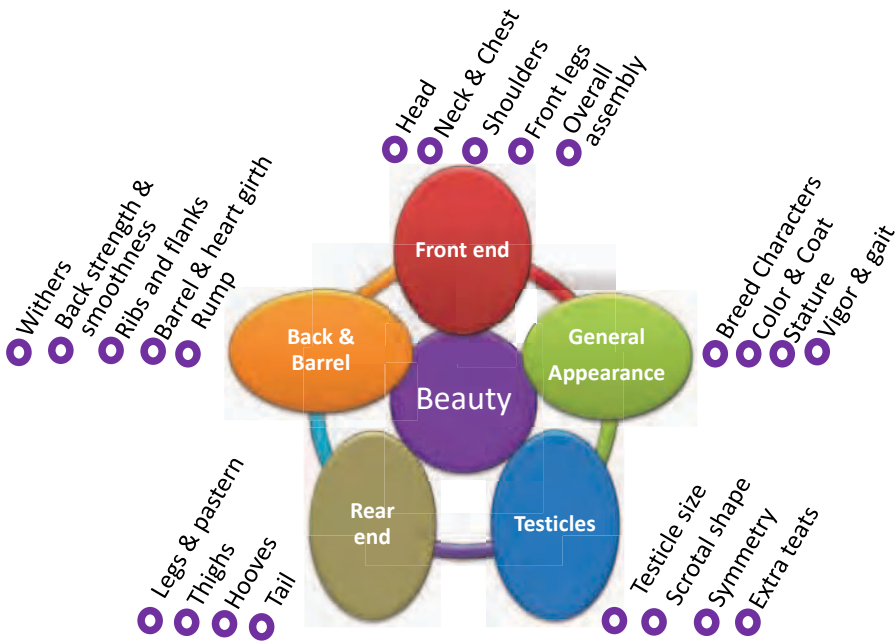 Head
Neck & Chest
Shoulders
Front legs
Overall
assembly
Front end
Withers
Back strength &
smoothness
Ribs and flanks
Barrel & heart girth
Rump
Back &
Barrel
General
Appearance
Breed Characters
Color & Coat
Stature
Vigor & gait
Beauty
Rear
end
Testicles
Legs & pastern
Thighs
Hooves
Tail
Testicle size
Scrotal shape
Symmetry
Extra teats